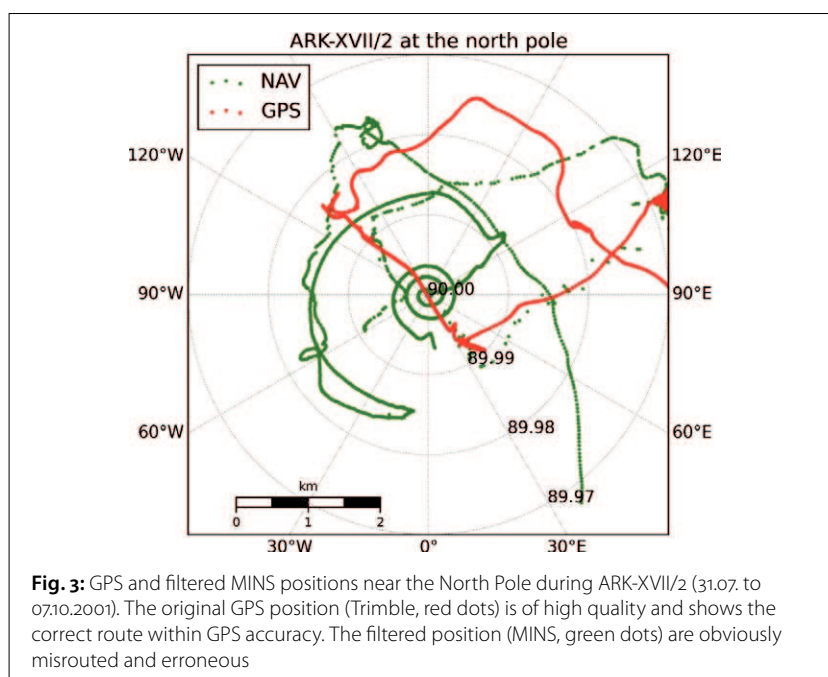 ARK-XVII/2 at the north pole
NAV
GPS
120°W
120°E
90°W
90.00
90°E
89.99
60°W
89.98
60°E
89.97
km
0 1 2
30°W
0°
30°E
Fig. 3: GPS and filtered MINS positions near the North Pole during ARK-XVII/2 (31.07. to
07.10.2001). The original GPS position (Trimble, red dots) is of high quality and shows the
correct route within GPS accuracy. The filtered position (MINS, green dots) are obviously
misrouted and erroneous